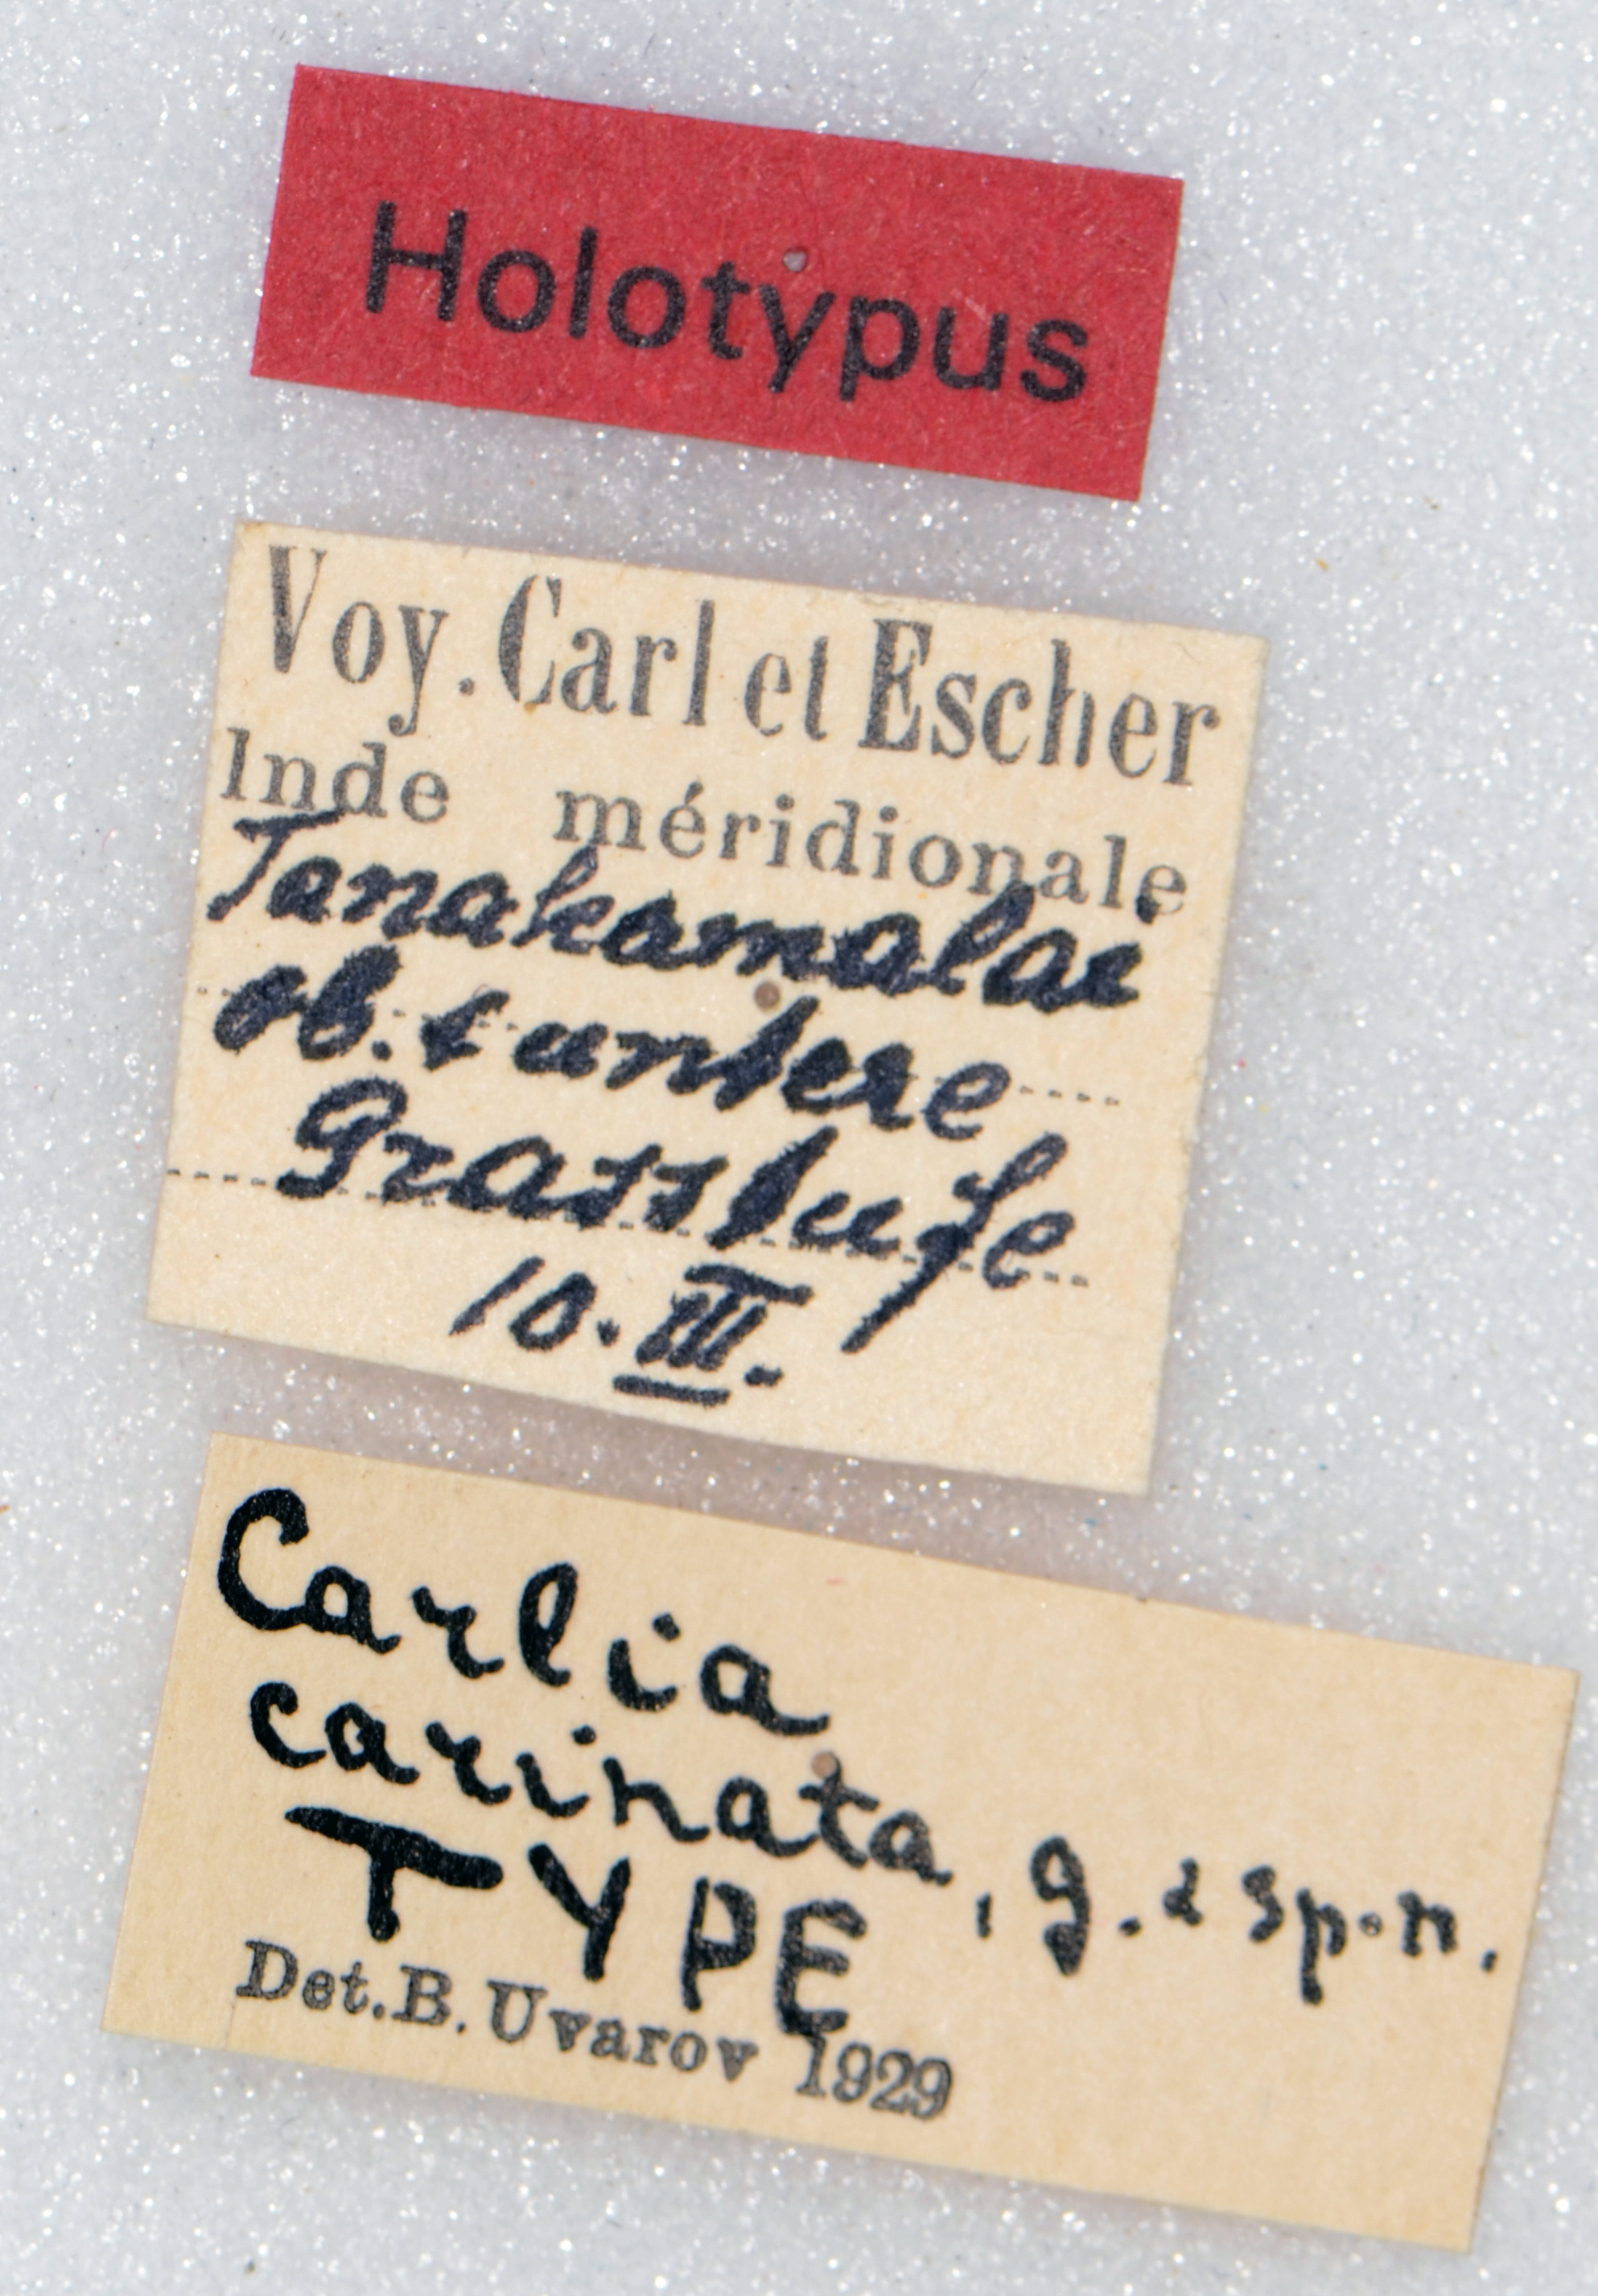 Holotypus
Voy. Carl et Escher
Inde méridionale
Tanakamalai
ob. & untere
Grasstufe
10. III.
Carlia
carinata, g. & sp. n.
TYPE
Det. B. Uvarov 1929